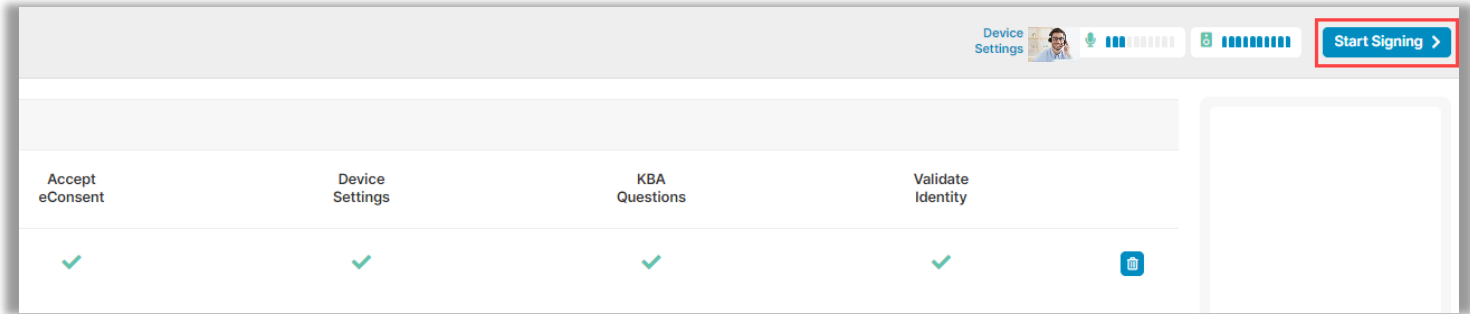 Device
Settings
Start Signing
Accept
eConsent
Device
Settings
KBA
Questions
Validate
Identity